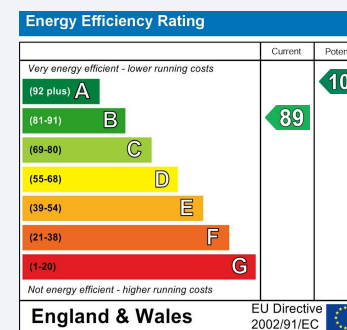 Energy Efficiency Rating
Current
Very energy efficient - lower running costs
(92 plus) A
(81-91) B
89
(69-80) C
(55-68) D
(39-54) E
(21-38) F
(1-20) G
Not energy efficient - higher running costs
England & Wales
EU Directive
2002/91/EC